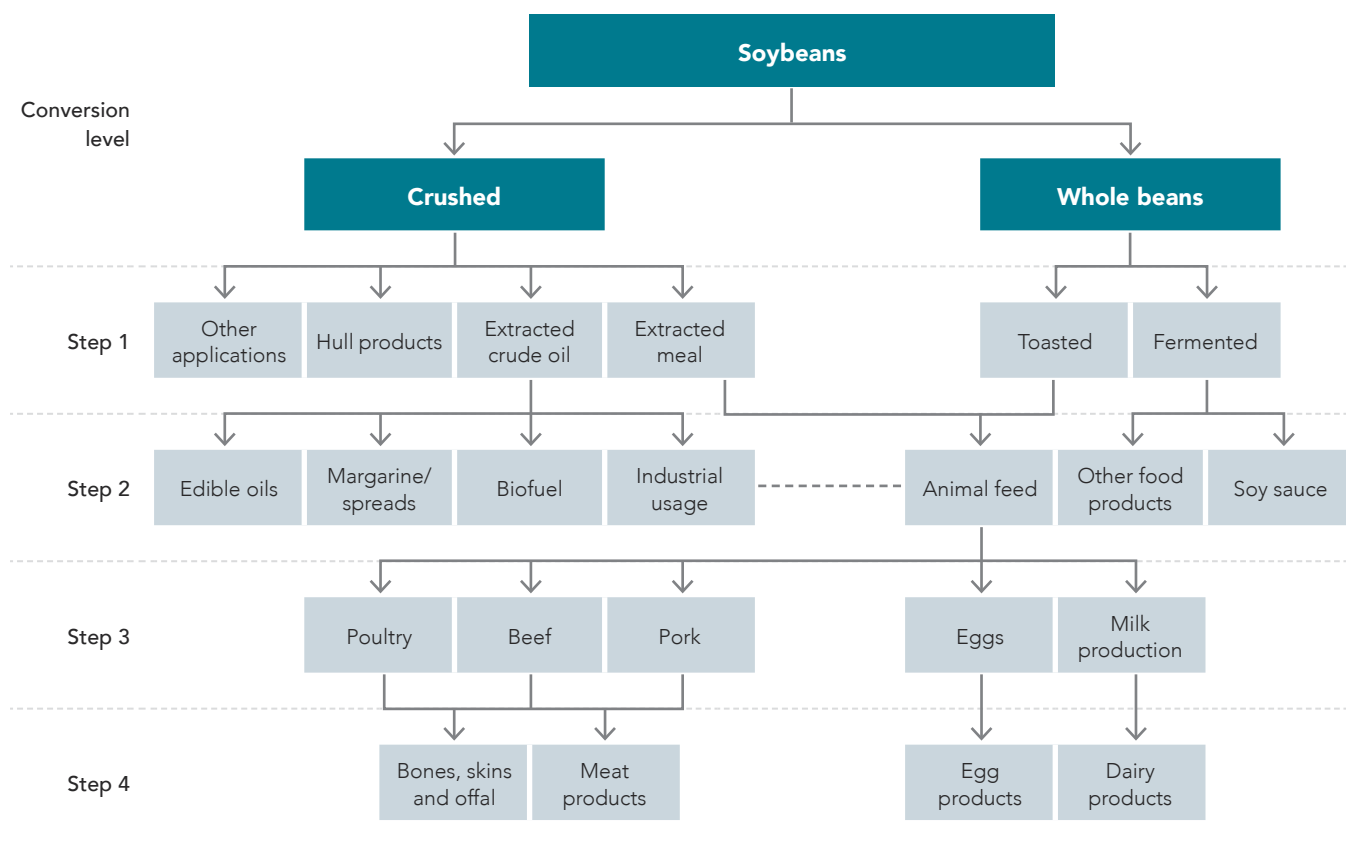 Soybeans
Conversion
level
Crushed
Whole beans
Step 1
Other
applications
Hull products
Extracted
crude oil
Extracted
meal
Toasted
Fermented
Step 2
Edible oils
Margarine/
spreads
Biofuel
Industrial
usage
Animal feed
Other food
products
Soy sauce
Step 3
Poultry
Beef
Pork
Eggs
Milk
production
Step 4
Bones, skins
and offal
Meat
products
Egg
products
Dairy
products